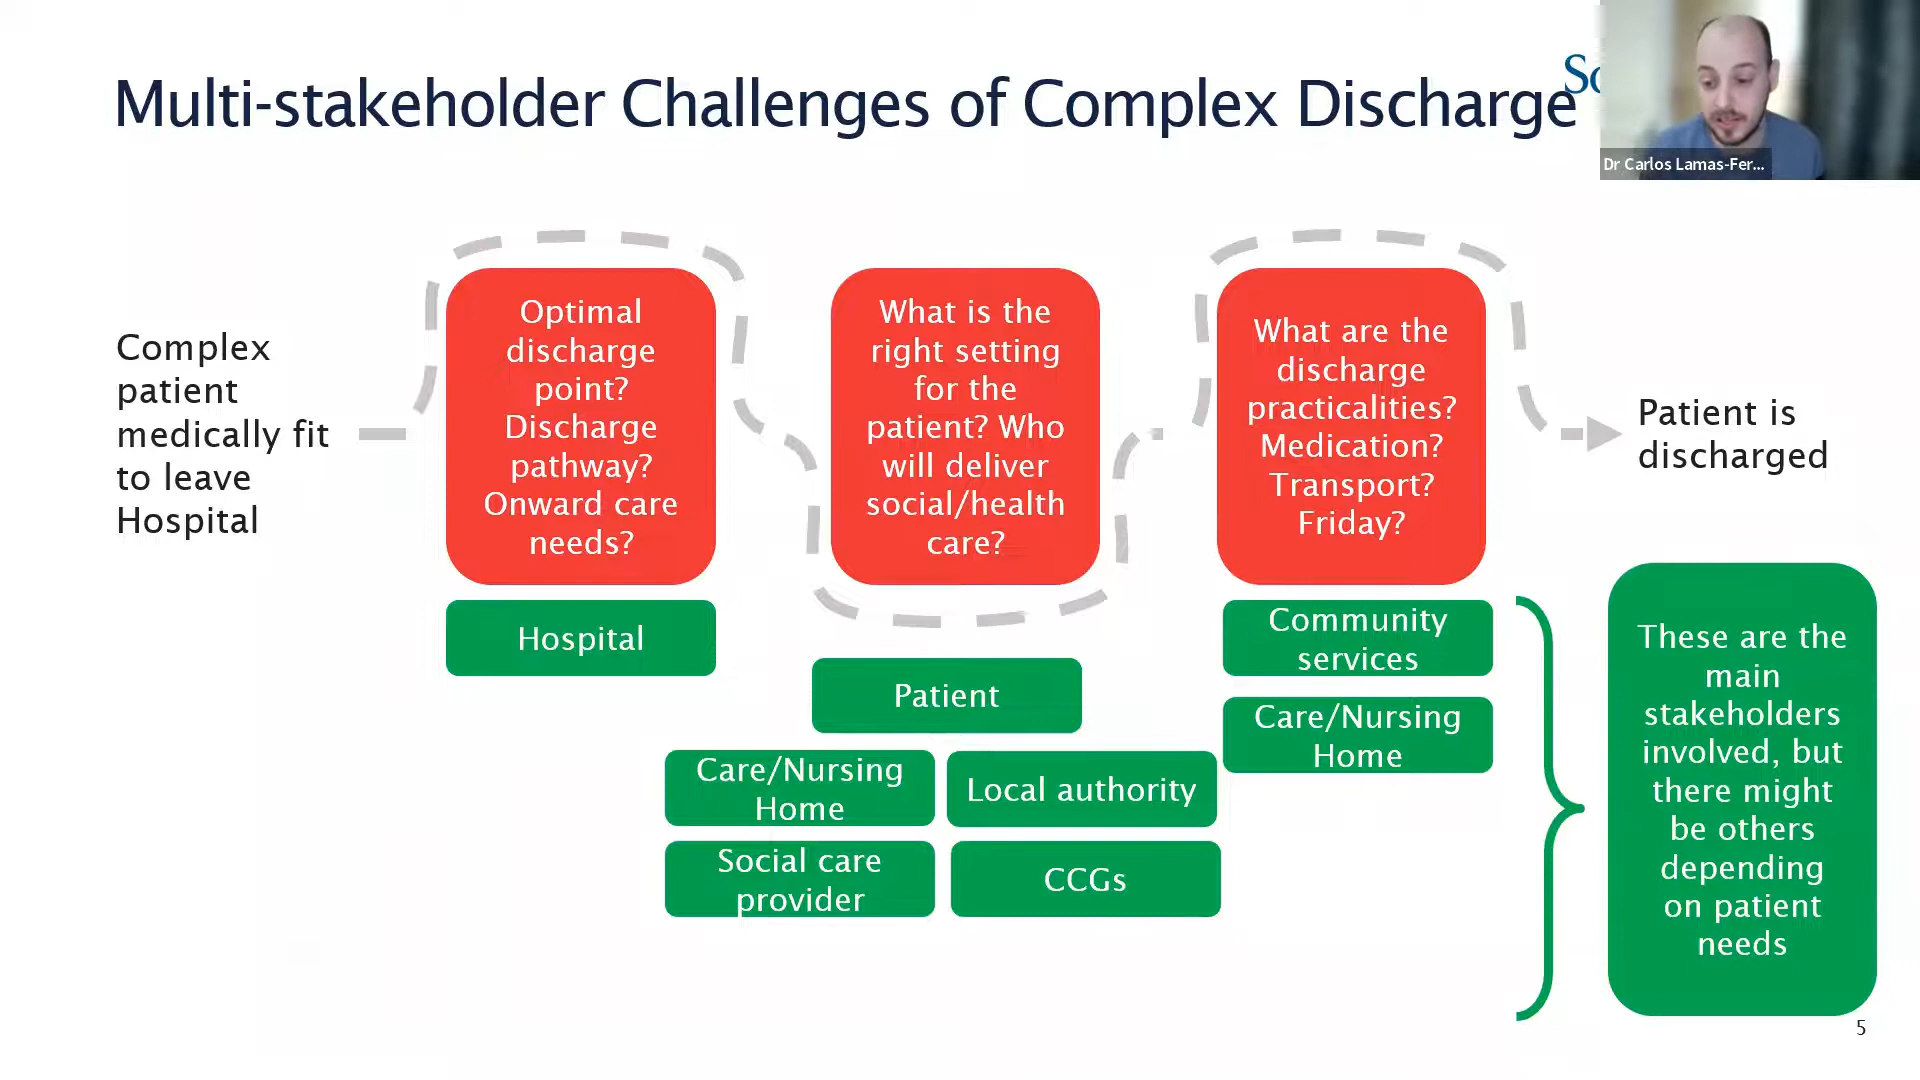 Multi-stakeholder Challenges of Complex Discharge
Dr Carlos Lamas-Fer...
Complex
patient
medically fit
to leave
Hospital
Optimal
discharge
point?
Discharge
pathway?
Onward care
needs?
What is the
right setting
for the
patient? Who
will deliver
social/health
care?
What are the
discharge
practicalities?
Medication?
Transport?
Friday?
Patient is
discharged
Hospital
Patient
Care/Nursing
Home
Local authority
Social care
provider
CCGs
Community
services
Care/Nursing
Home
These are the
main
stakeholders
involved, but
there might
be others
depending
on patient
needs
5